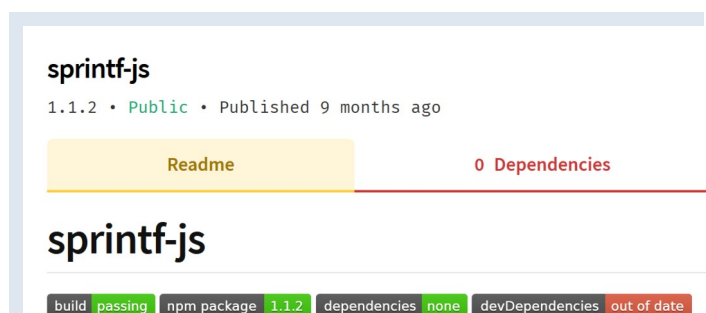 sprintf-js
1.1.2 • Public • Published 9 months ago
Readme 0 Dependencies
sprintf-js
build passing npm package 1.1.2 dependencies none devDependencies out of date